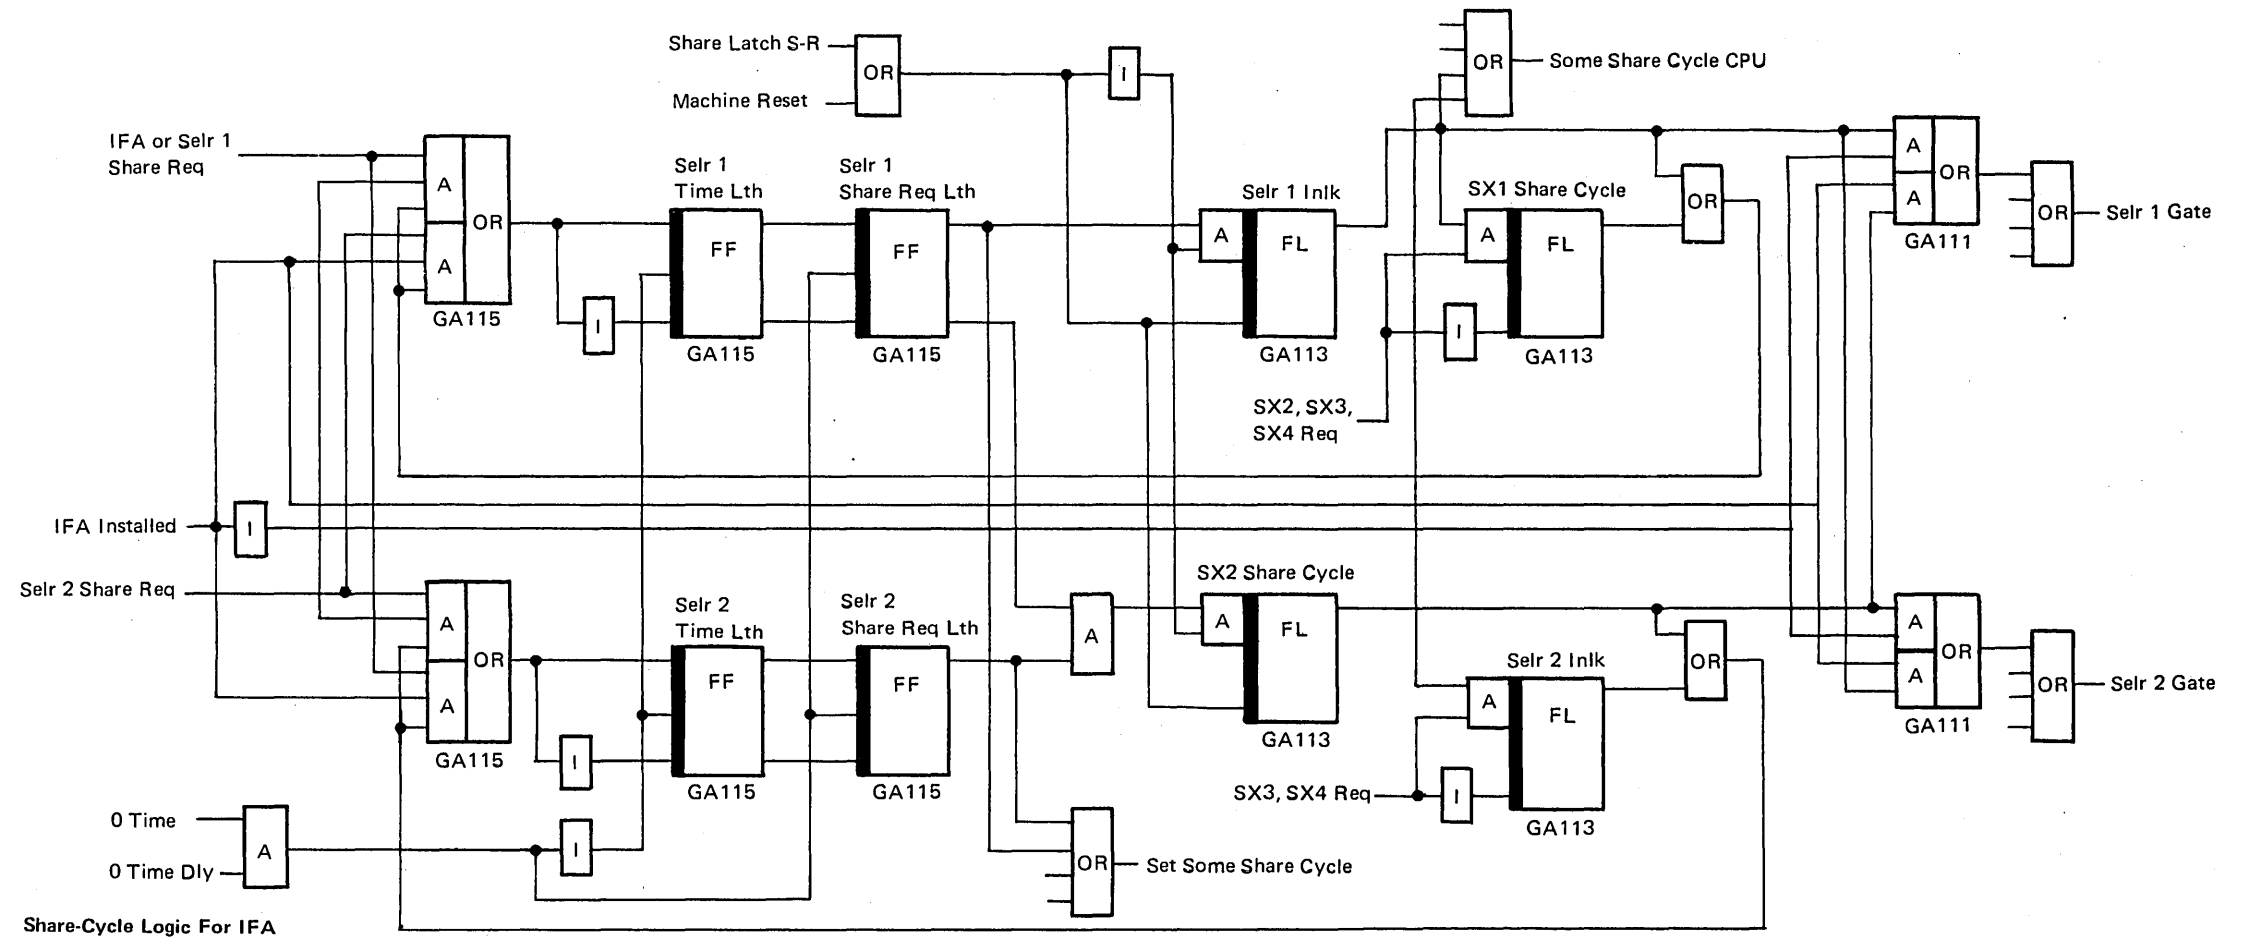 Share Latch S-R
OR
Machine Reset
I
OR
Some Share Cycle CPU
IFA or Selr 1
Share Req
A
A
OR
GA115
I
Selr 1
Time Lth
FF
GA115
Selr 1
Share Req Lth
FF
GA115
Selr 1 Inlk
A
FL
GA113
SX1 Share Cycle
A
FL
I
GA113
SX2, SX3,
SX4 Req
OR
A
A
OR
GA111
OR
Selr 1 Gate
IFA Installed
I
Selr 2 Share Req
A
A
OR
GA115
I
Selr 2
Time Lth
FF
GA115
Selr 2
Share Req Lth
FF
GA115
A
SX2 Share Cycle
A
FL
GA113
Selr 2 Inlk
A
FL
SX3, SX4 Req
I
GA113
OR
A
A
OR
GA111
OR
Selr 2 Gate
0 Time
0 Time Dly
A
I
OR
Set Some Share Cycle
Share-Cycle Logic For IFA